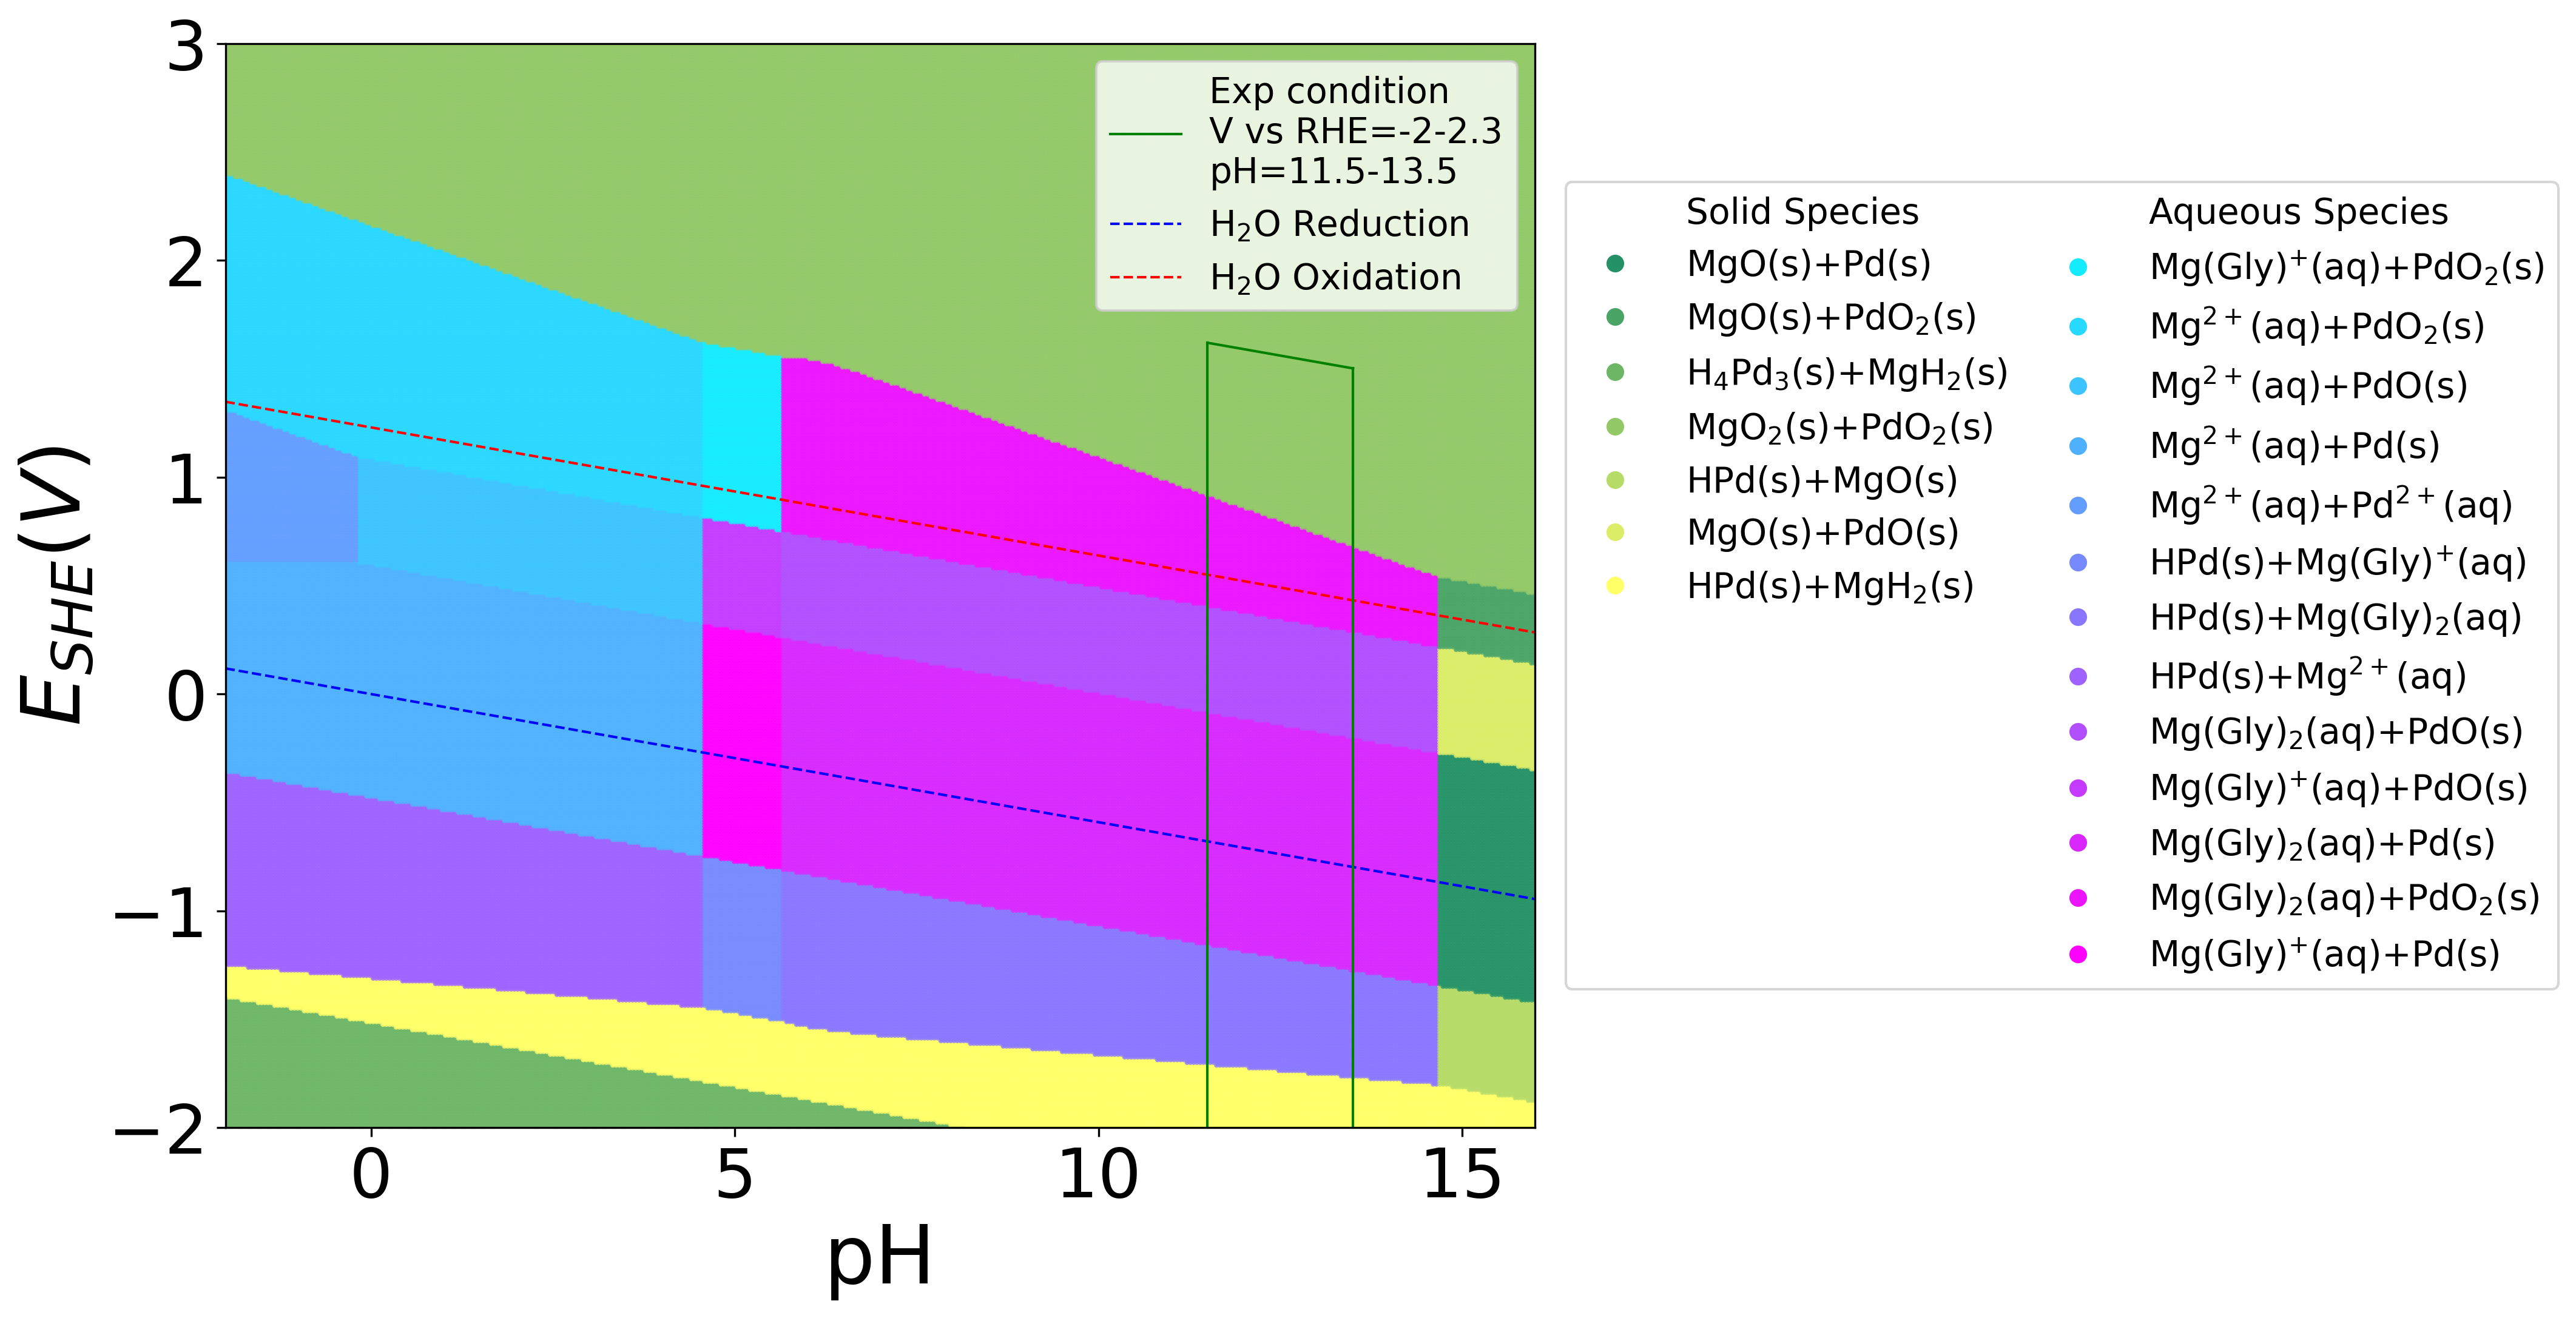 3
2
1
0
−1
−2
E_SHE(V)
0
5
10
15
pH
Exp condition
V vs RHE=-2-2.3
pH=11.5-13.5
H₂O Reduction
H₂O Oxidation
Solid Species
MgO(s)+Pd(s)
MgO(s)+PdO₂(s)
H₄Pd₃(s)+MgH₂(s)
MgO₂(s)+PdO₂(s)
HPd(s)+MgO(s)
MgO(s)+PdO(s)
HPd(s)+MgH₂(s)
Aqueous Species
Mg(Gly)⁺(aq)+PdO₂(s)
Mg²⁺(aq)+PdO₂(s)
Mg²⁺(aq)+PdO(s)
Mg²⁺(aq)+Pd(s)
Mg²⁺(aq)+Pd²⁺(aq)
HPd(s)+Mg(Gly)⁺(aq)
HPd(s)+Mg(Gly)₂(aq)
HPd(s)+Mg²⁺(aq)
Mg(Gly)₂(aq)+PdO(s)
Mg(Gly)⁺(aq)+PdO(s)
Mg(Gly)₂(aq)+Pd(s)
Mg(Gly)₂(aq)+PdO₂(s)
Mg(Gly)⁺(aq)+Pd(s)